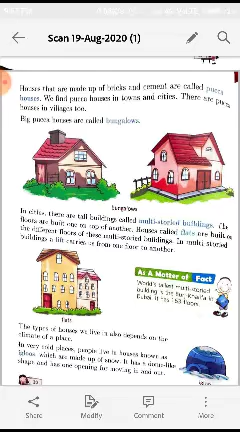 Scan 19-Aug-2020 (1)
Houses that are made up of bricks and cement are called pucca
houses. We find pucca houses in towns and cities. There are pucca
houses in villages too.
Big pucca houses are called bungalows.
Bungalows
In cities, there are tall buildings called multi-storied buildings. The
floors are built one on top of another. Houses called flats are built on
the different floors of these multi-storied buildings. In multi storied
buildings a lift carries us from one floor to another.
As A Matter of Fact
World's tallest multi-storied
building is the Burj Khalifa in
Dubai. It has 163 floors.
Flats
The types of houses we live in also depends on the
climate of a place.
In very cold places, people live in houses known as
igloos which are made up of snow. It has a dome-like
shape and has one opening for moving in and out.
Share
Modify
Comment
More